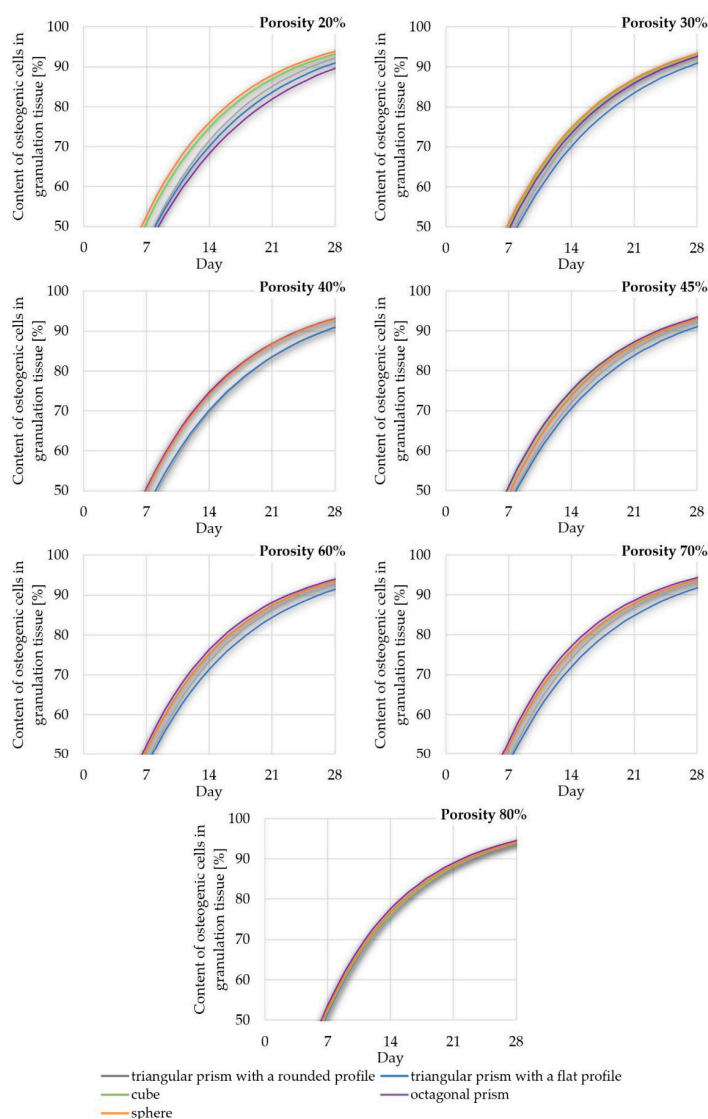 Porosity 20%
Content of osteogenic cells in
granulation tissue [%]
100
90
80
70
60
50
0 7 14 21 28
Day
Porosity 30%
Content of osteogenic cells in
granulation tissue [%]
100
90
80
70
60
50
0 7 14 21 28
Day
Porosity 40%
Content of osteogenic cells in
granulation tissue [%]
100
90
80
70
60
50
0 7 14 21 28
Day
Porosity 45%
Content of osteogenic cells in
granulation tissue [%]
100
90
80
70
60
50
0 7 14 21 28
Day
Porosity 60%
Content of osteogenic cells in
granulation tissue [%]
100
90
80
70
60
50
0 7 14 21 28
Day
Porosity 70%
Content of osteogenic cells in
granulation tissue [%]
100
90
80
70
60
50
0 7 14 21 28
Day
Porosity 80%
Content of osteogenic cells in
granulation tissue [%]
100
90
80
70
60
50
0 7 14 21 28
Day
triangular prism with a rounded profile triangular prism with a flat profile
cube octagonal prism
sphere